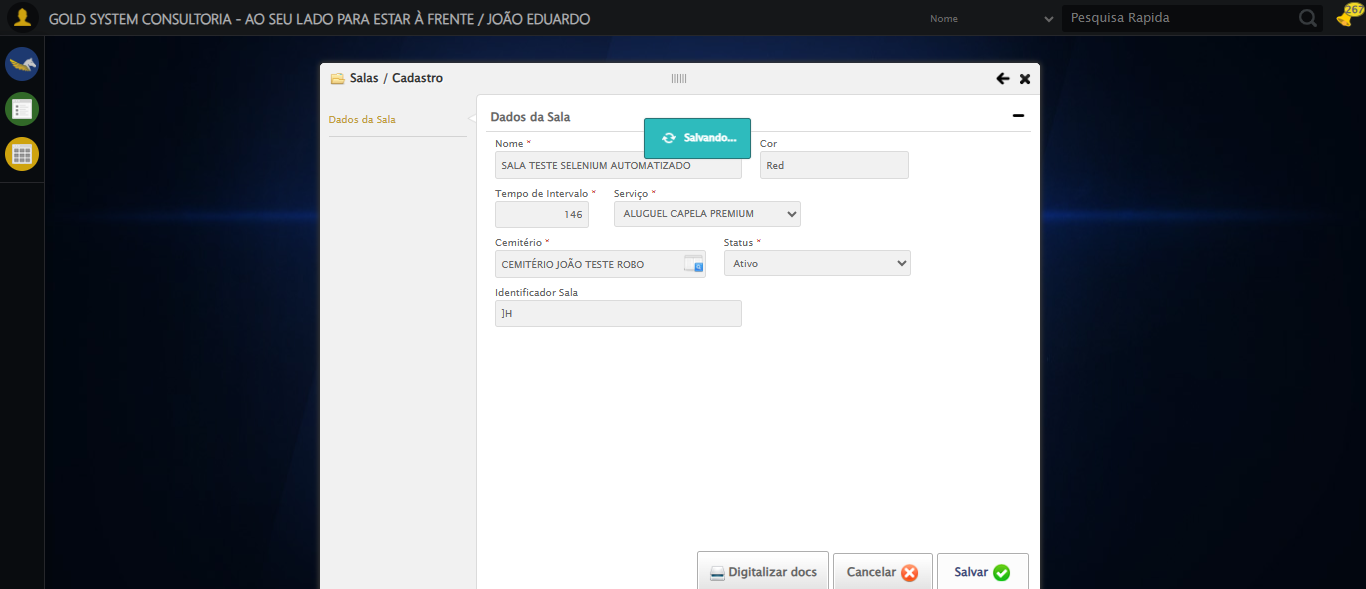 GOLD SYSTEM CONSULTORIA - AO SEU LADO PARA ESTAR À FRENTE / JOÃO EDUARDO
Nome
Pesquisa Rapida
267
Salas / Cadastro
Dados da Sala
Dados da Sala
Salvando...
Nome *
Cor
SALA TESTE SELENIUM AUTOMATIZADO
Red
Tempo de Intervalo *
Serviço *
146
ALUGUEL CAPELA PREMIUM
Cemitério *
Status *
CEMITÉRIO JOÃO TESTE ROBO
Ativo
Identificador Sala
]H
Digitalizar docs
Cancelar
Salvar